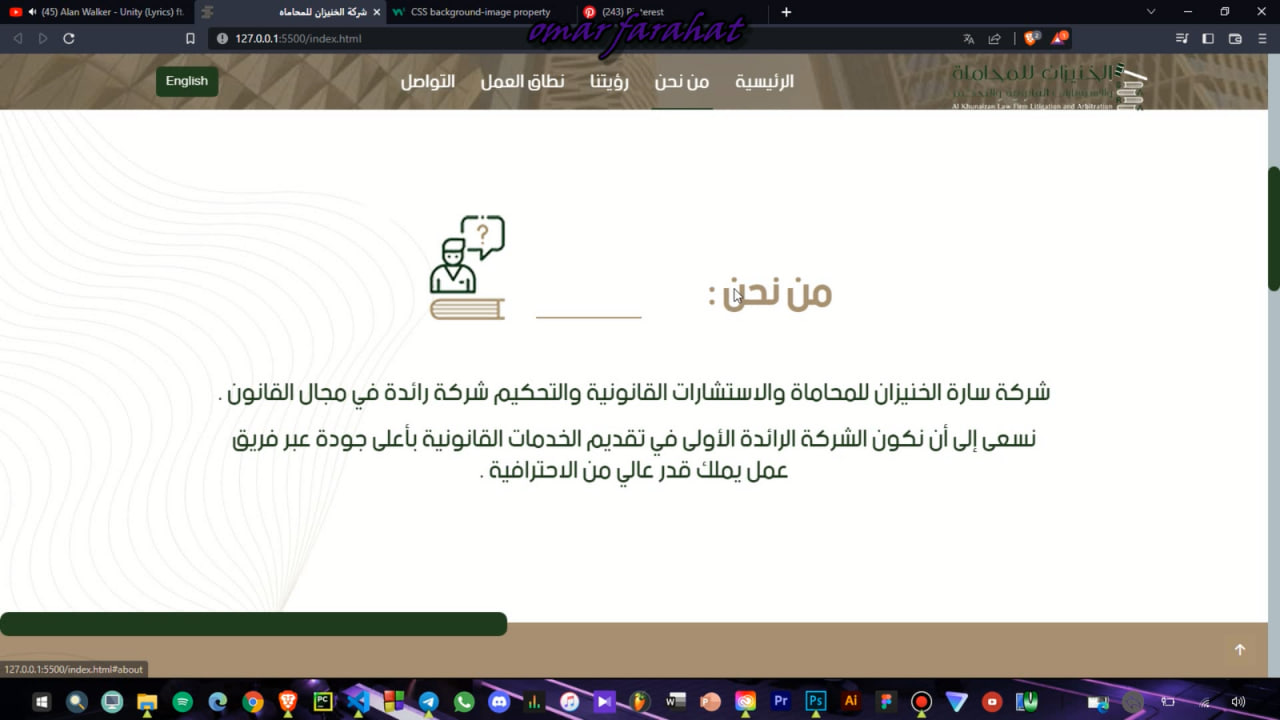 (45) Alan Walker - Unity (Lyrics) ft.
شركة الخنيزان للمحاماه
CSS background-image property
(243) Pinterest
omar farahat
127.0.0.1:5500/index.html
English
الرئيسية
من نحن
رؤيتنا
نطاق العمل
التواصل
الخنيزان للمحاماة
Al Khunaizan Law Firm Litigation and Arbitration
?
من نحن :
شركة سارة الخنيزان للمحاماة والاستشارات القانونية والتحكيم شركة رائدة في مجال القانون .
نسعى إلى أن نكون الشركة الرائدة الأولى في تقديم الخدمات القانونية بأعلى جودة عبر فريق
عمل يملك قدر عالي من الاحترافية .
127.0.0.1:5500/index.html#about